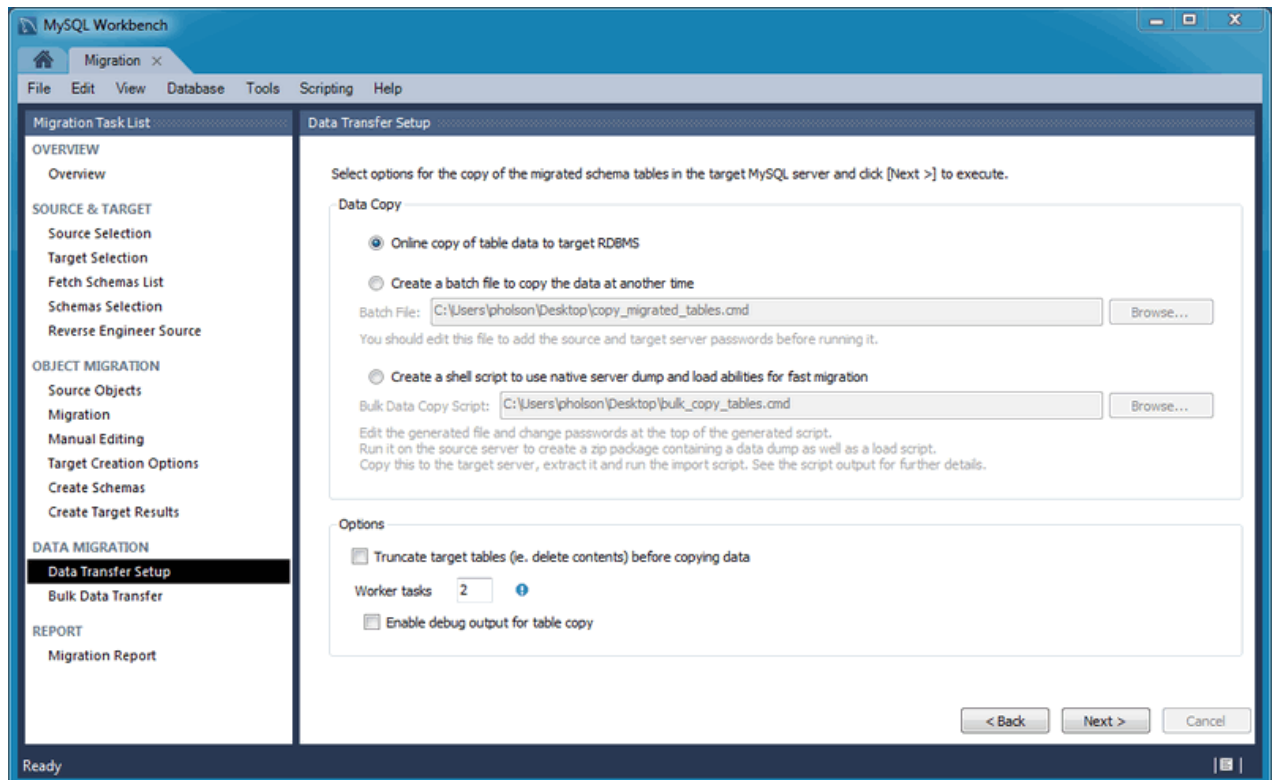 MySQL Workbench
Migration
File Edit View Database Tools Scripting Help
Migration Task List
OVERVIEW
Overview
SOURCE & TARGET
Source Selection
Target Selection
Fetch Schemas List
Schemas Selection
Reverse Engineer Source
OBJECT MIGRATION
Source Objects
Migration
Manual Editing
Target Creation Options
Create Schemas
Create Target Results
DATA MIGRATION
Data Transfer Setup
Bulk Data Transfer
REPORT
Migration Report
Data Transfer Setup
Select options for the copy of the migrated schema tables in the target MySQL server and click [Next >] to execute.
Data Copy
Online copy of table data to target RDBMS
Create a batch file to copy the data at another time
Batch File: C:\Users\pholson\Desktop\copy_migrated_tables.cmd Browse...
You should edit this file to add the source and target server passwords before running it.
Create a shell script to use native server dump and load abilities for fast migration
Bulk Data Copy Script: C:\Users\pholson\Desktop\bulk_copy_tables.cmd Browse...
Edit the generated file and change passwords at the top of the generated script.
Run it on the source server to create a zip package containing a data dump as well as a load script.
Copy this to the target server, extract it and run the import script. See the script output for further details.
Options
Truncate target tables (ie. delete contents) before copying data
Worker tasks 2
Enable debug output for table copy
< Back Next > Cancel
Ready